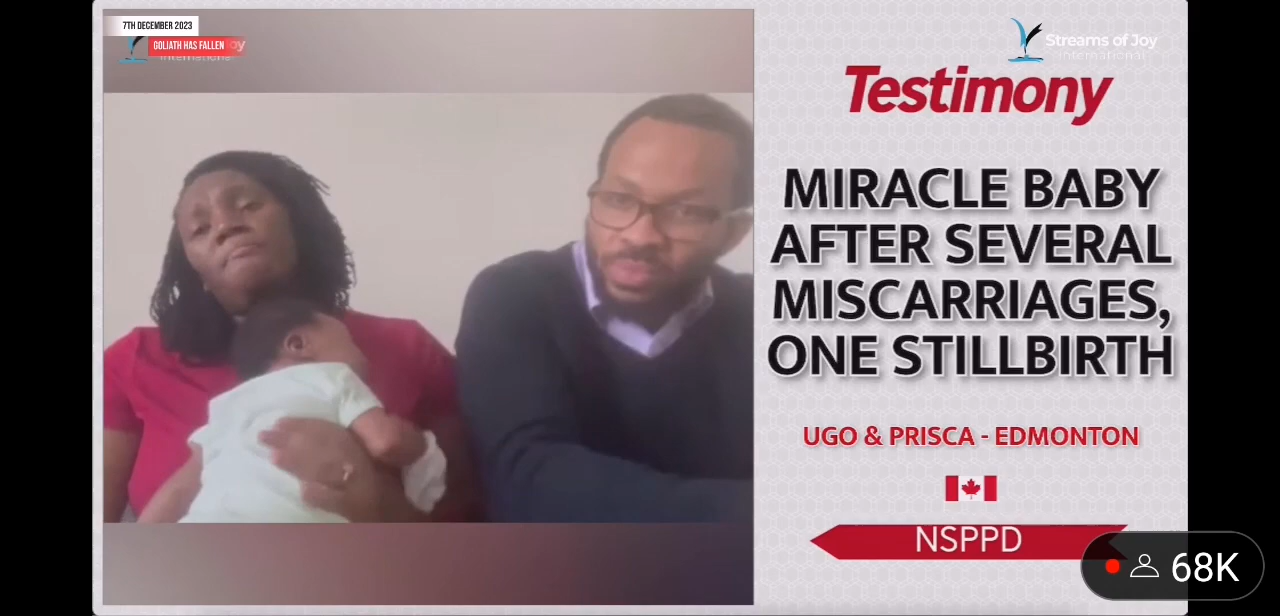 7TH DECEMBER 2023
GOLIATH HAS FALLEN
Streams of Joy
international
Testimony
MIRACLE BABY
AFTER SEVERAL
MISCARRIAGES,
ONE STILLBIRTH
UGO & PRISCA - EDMONTON
NSPPD
68K